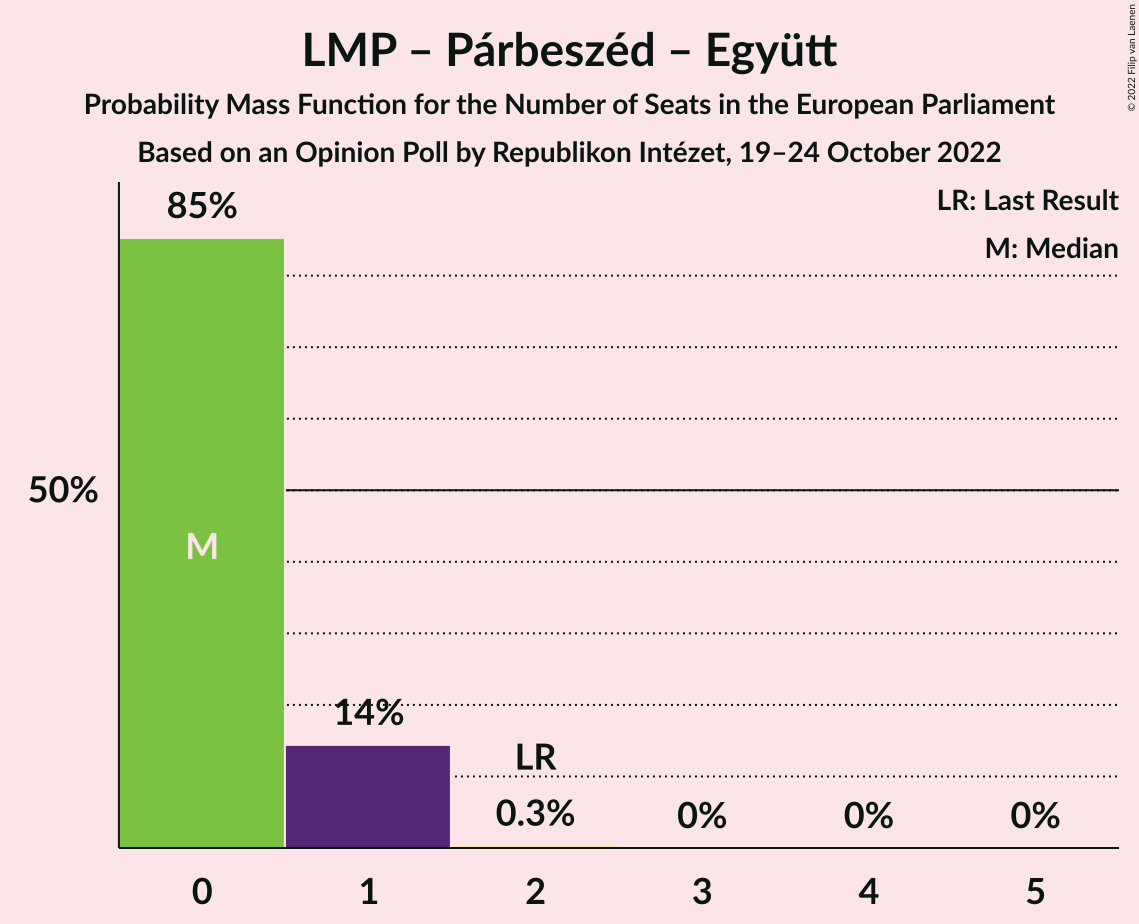 LMP – Párbeszéd – Együtt
Probability Mass Function for the Number of Seats in the European Parliament
Based on an Opinion Poll by Republikon Intézet, 19–24 October 2022
© 2022 Filip van Laenen
LR: Last Result
M: Median
85%
50%
M
14%
LR
0.3%
0%
0%
0%
0
1
2
3
4
5